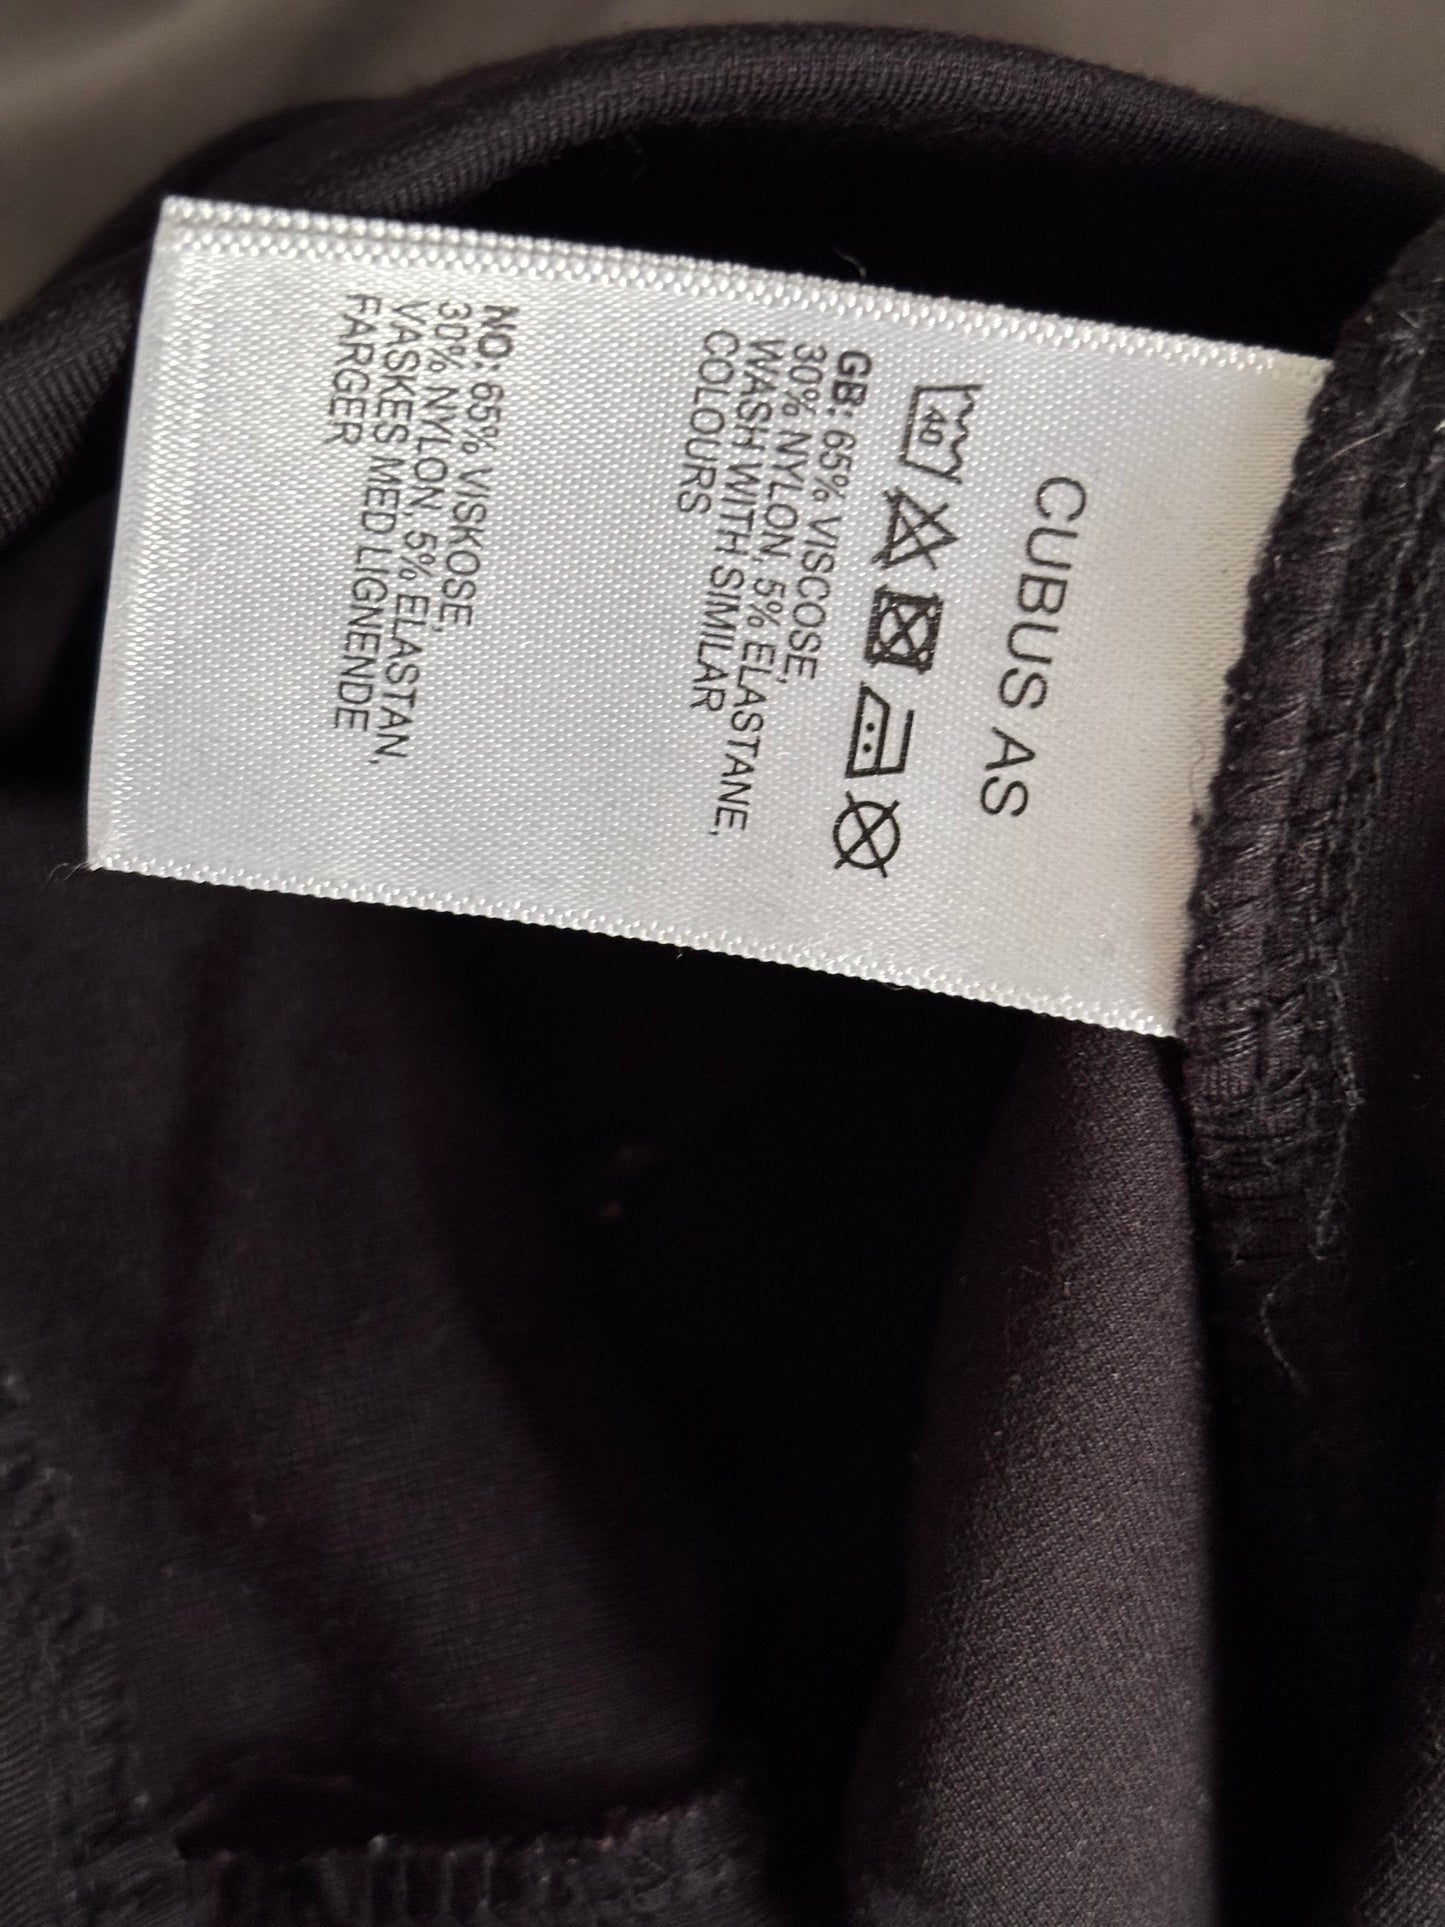 CUBUS AS
40
GB: 65% VISCOSE,
30% NYLON, 5% ELASTANE,
WASH WITH SIMILAR
COLOURS
NO: 65% VISKOSE,
30% NYLON, 5% ELASTAN,
VASKES MED LIGNENDE
FARGER